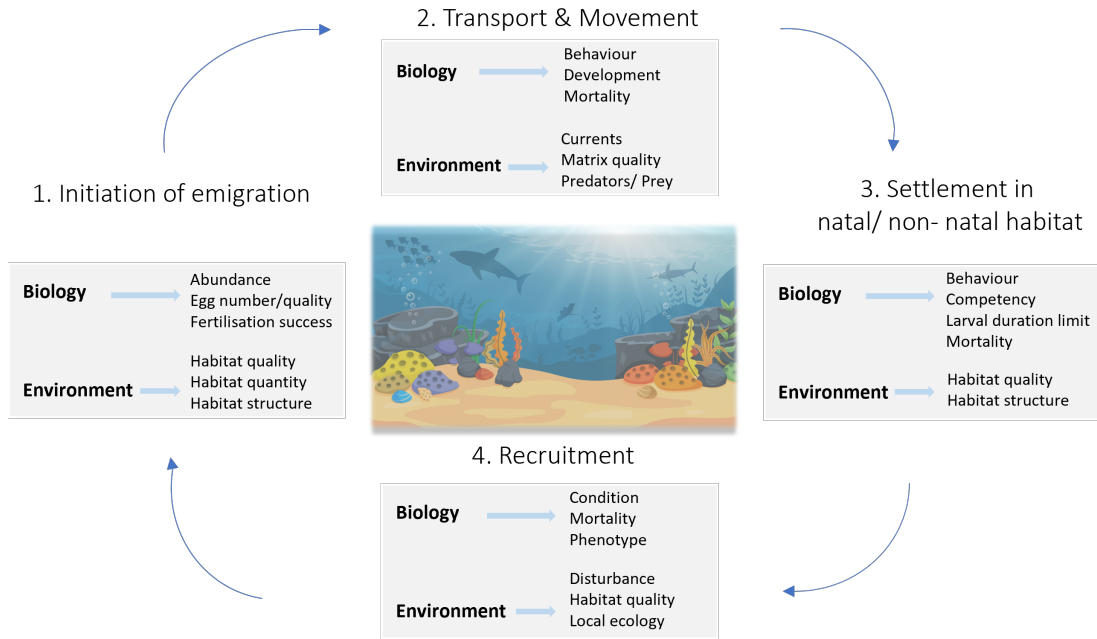 2. Transport & Movement
Biology
Behaviour
Development
Mortality
Environment
Currents
Matrix quality
Predators/ Prey
1. Initiation of emigration
Biology
Abundance
Egg number/quality
Fertilisation success
Environment
Habitat quality
Habitat quantity
Habitat structure
3. Settlement in
natal/ non- natal habitat
Biology
Behaviour
Competency
Larval duration limit
Mortality
Environment
Habitat quality
Habitat structure
4. Recruitment
Biology
Condition
Mortality
Phenotype
Environment
Disturbance
Habitat quality
Local ecology